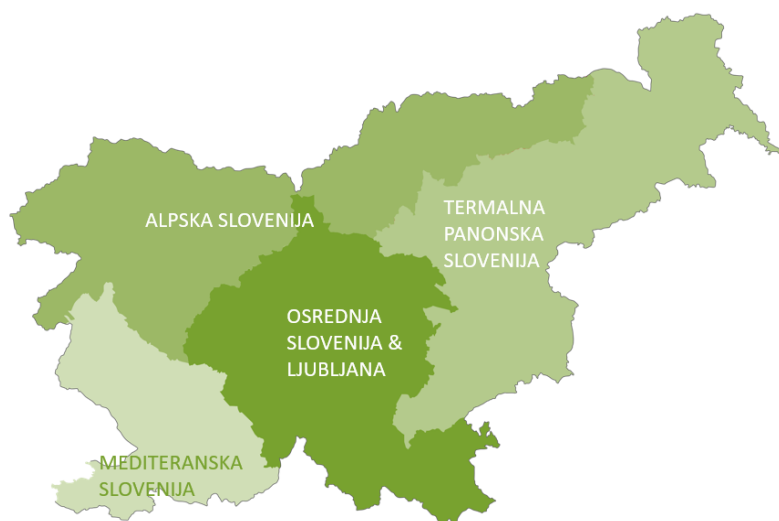 ALPSKA SLOVENIJA
TERMALNA
PANONSKA
SLOVENIJA
OSREDNJA
SLOVENIJA &
LJUBLJANA
MEDITERANSKA
SLOVENIJA